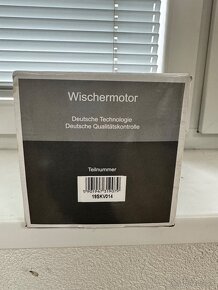 Wischermotor
Deutsche Technologie
Deutsche Qualitätskontrolle
Teilnummer
19SKV014